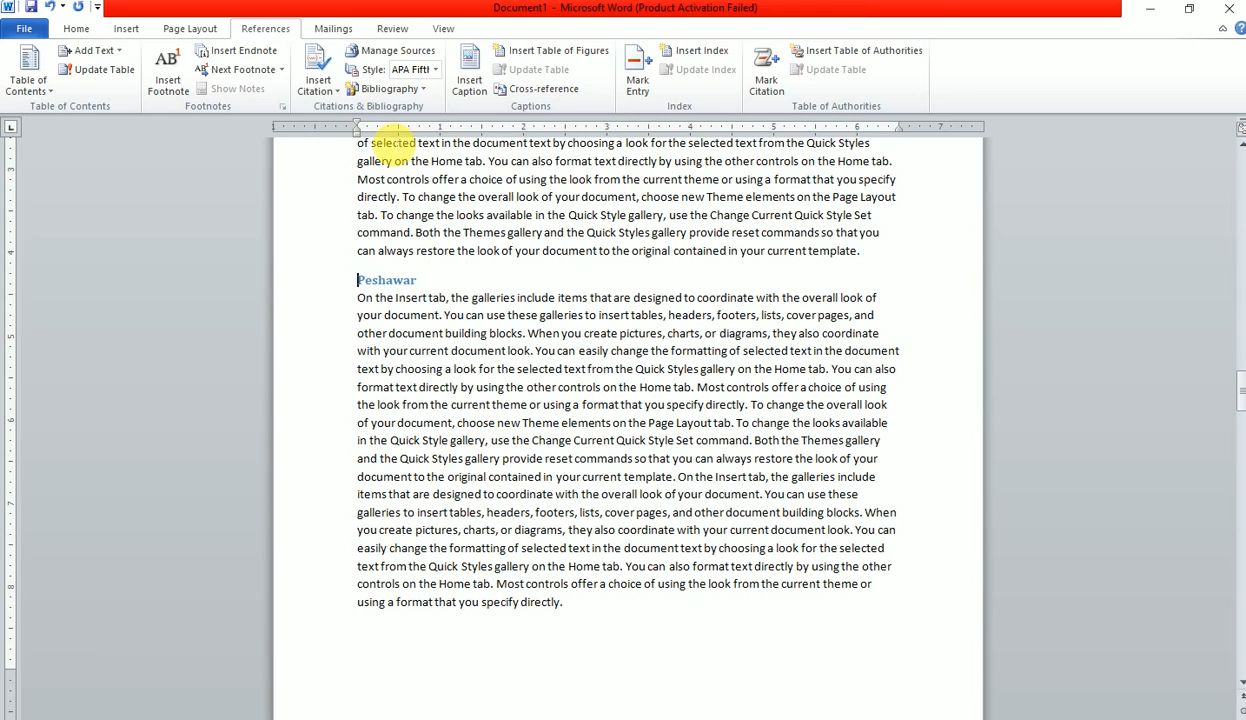 Document1 - Microsoft Word (Product Activation Failed)
File Home Insert Page Layout References Mailings Review View
Table of Contents
Add Text
Update Table
Table of Contents
AB1 Insert Footnote
Insert Endnote
Next Footnote
Show Notes
Footnotes
Insert Citation
Manage Sources
Style: APA Fifth
Bibliography
Citations & Bibliography
Insert Caption
Insert Table of Figures
Update Table
Cross-reference
Captions
Mark Entry
Insert Index
Update Index
Index
Mark Citation
Insert Table of Authorities
Update Table
Table of Authorities
1 1 2 3 4 5 6 7
of selected text in the document text by choosing a look for the selected text from the Quick Styles
gallery on the Home tab. You can also format text directly by using the other controls on the Home tab.
Most controls offer a choice of using the look from the current theme or using a format that you specify
directly. To change the overall look of your document, choose new Theme elements on the Page Layout
tab. To change the looks available in the Quick Style gallery, use the Change Current Quick Style Set
command. Both the Themes gallery and the Quick Styles gallery provide reset commands so that you
can always restore the look of your document to the original contained in your current template.
Peshawar
On the Insert tab, the galleries include items that are designed to coordinate with the overall look of
your document. You can use these galleries to insert tables, headers, footers, lists, cover pages, and
other document building blocks. When you create pictures, charts, or diagrams, they also coordinate
with your current document look. You can easily change the formatting of selected text in the document
text by choosing a look for the selected text from the Quick Styles gallery on the Home tab. You can also
format text directly by using the other controls on the Home tab. Most controls offer a choice of using
the look from the current theme or using a format that you specify directly. To change the overall look
of your document, choose new Theme elements on the Page Layout tab. To change the looks available
in the Quick Style gallery, use the Change Current Quick Style Set command. Both the Themes gallery
and the Quick Styles gallery provide reset commands so that you can always restore the look of your
document to the original contained in your current template. On the Insert tab, the galleries include
items that are designed to coordinate with the overall look of your document. You can use these
galleries to insert tables, headers, footers, lists, cover pages, and other document building blocks. When
you create pictures, charts, or diagrams, they also coordinate with your current document look. You can
easily change the formatting of selected text in the document text by choosing a look for the selected
text from the Quick Styles gallery on the Home tab. You can also format text directly by using the other
controls on the Home tab. Most controls offer a choice of using the look from the current theme or
using a format that you specify directly.